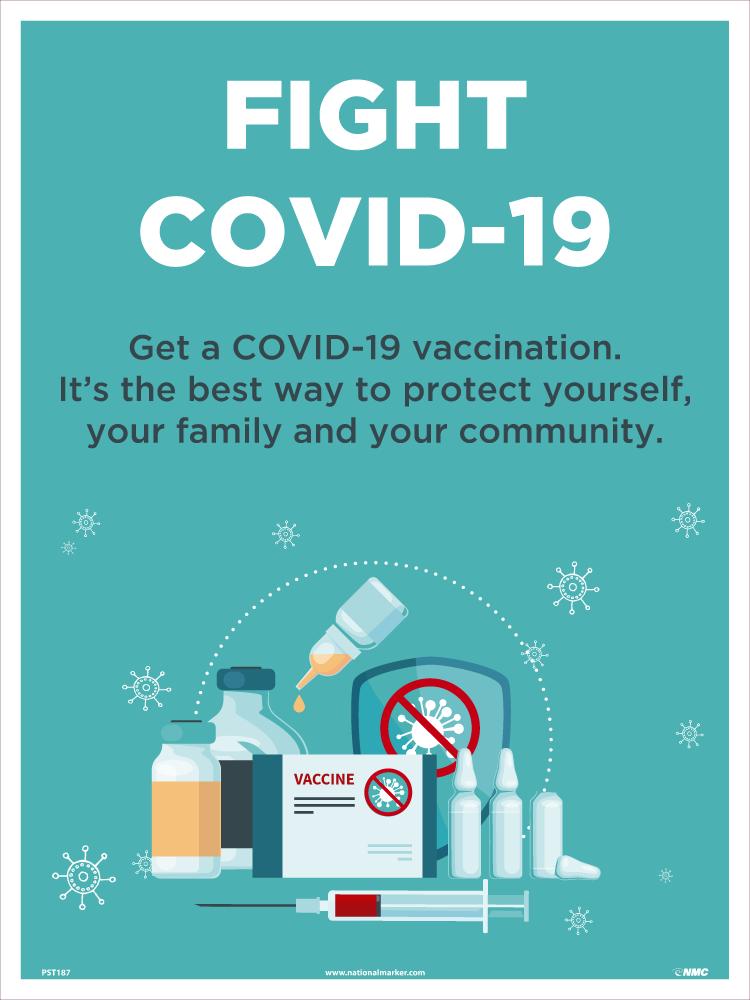 FIGHT
COVID-19
Get a COVID-19 vaccination.
It's the best way to protect yourself,
your family and your community.
VACCINE
PST187
www.nationalmarker.com
NMC